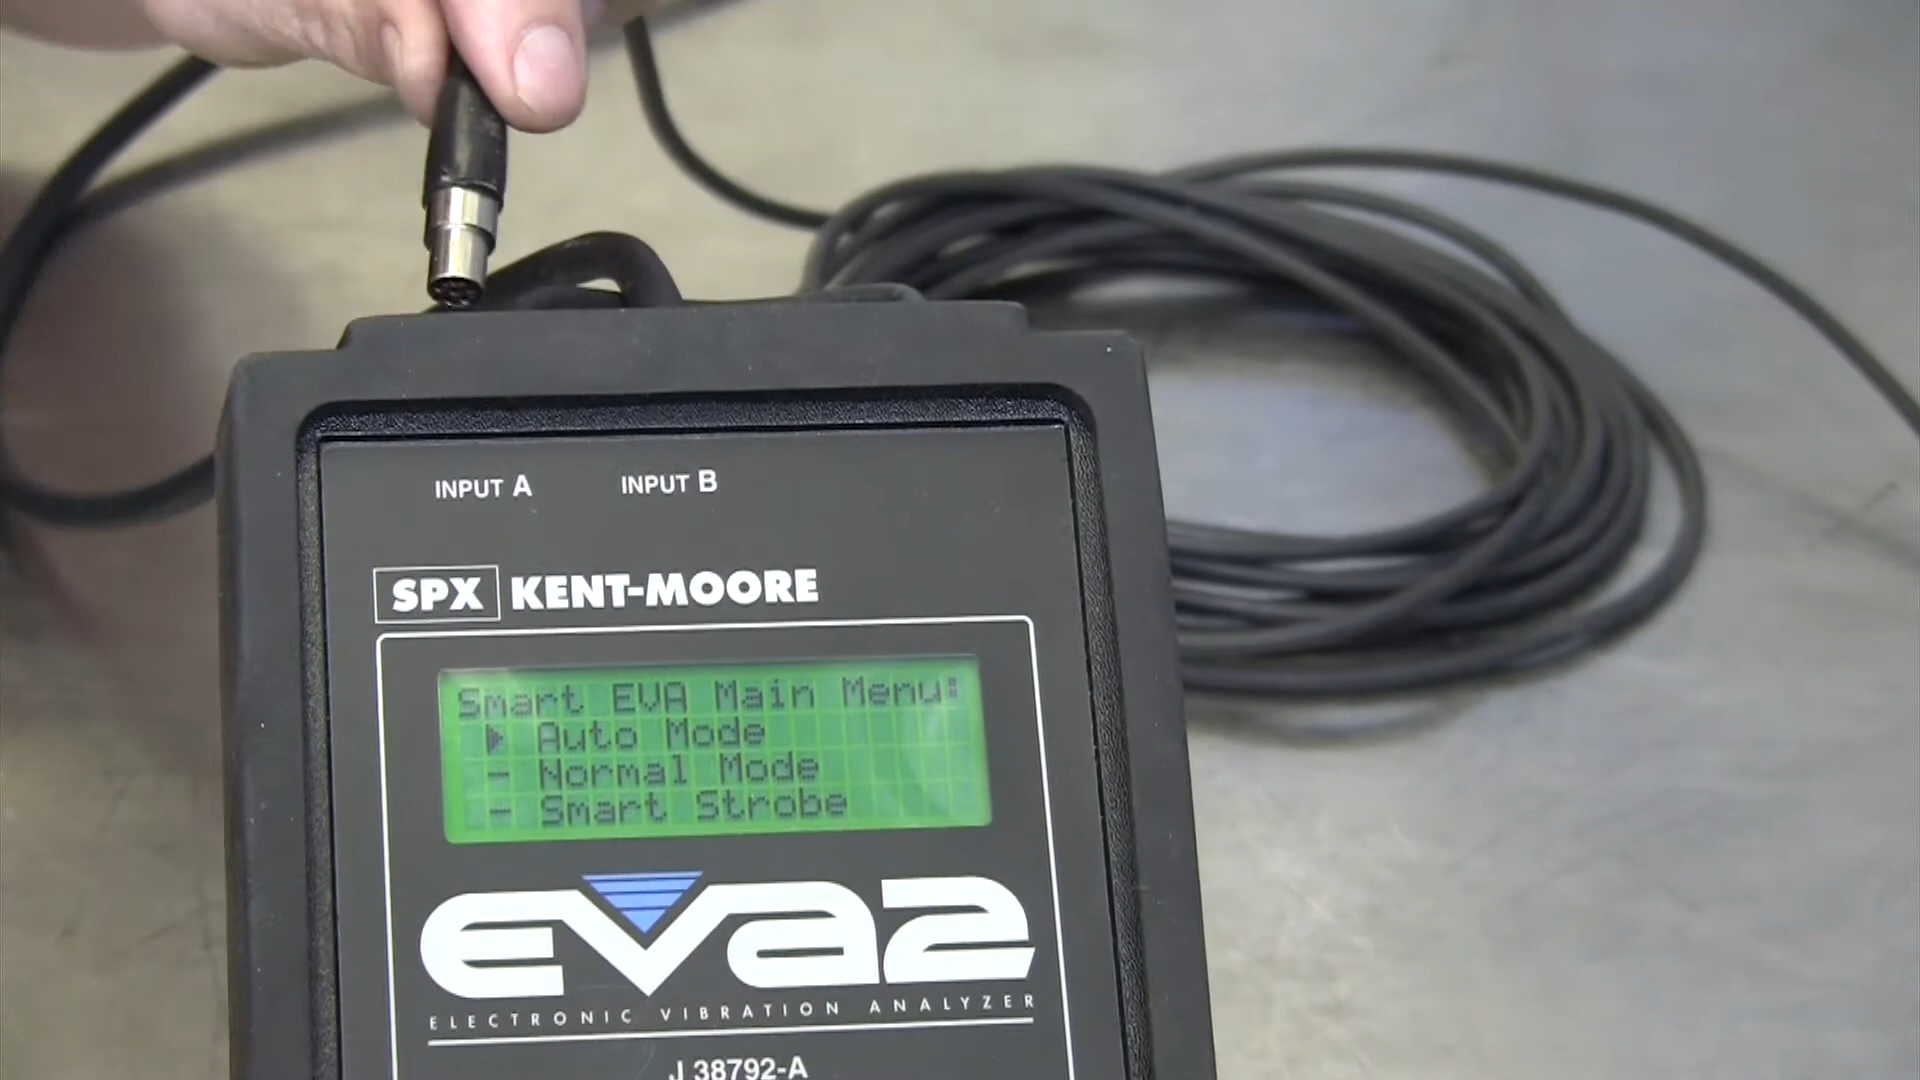 INPUT A INPUT B
SPX KENT-MOORE
Smart EVA Main Menu:
▶ Auto Mode
- Normal Mode
- Smart Strobe
eva2
ELECTRONIC VIBRATION ANALYZER
J 38792-A